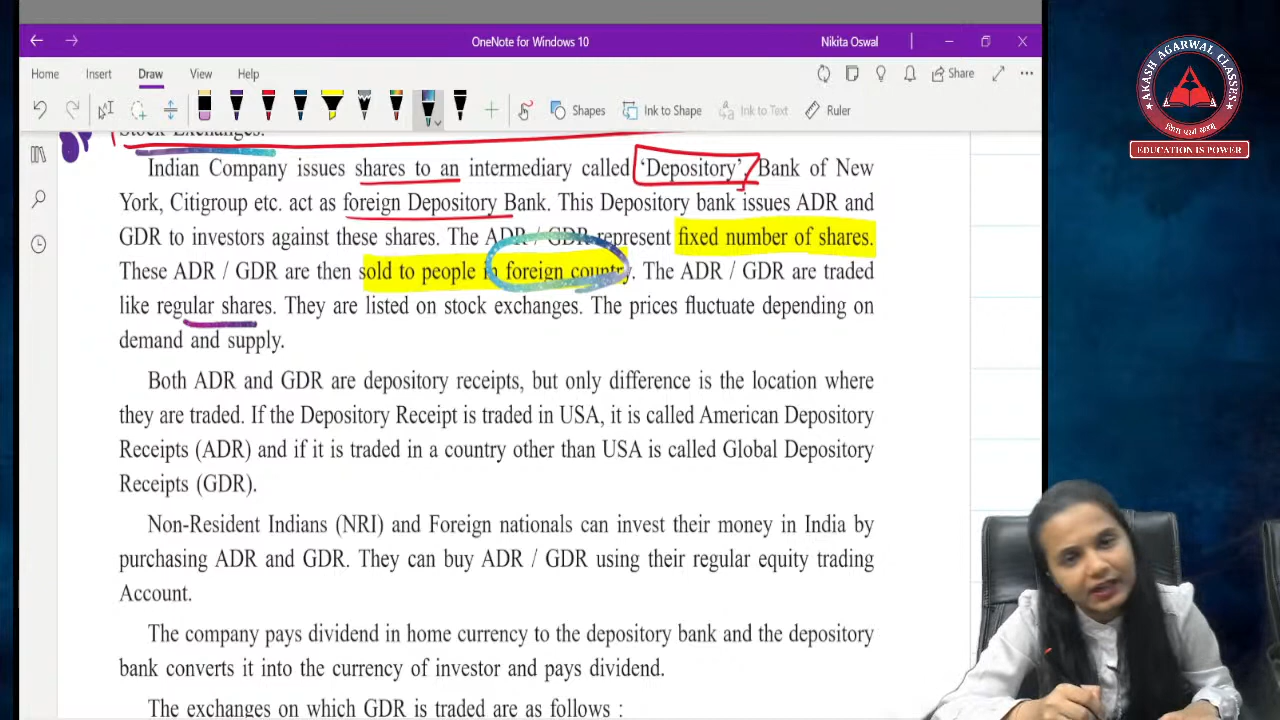 OneNote for Windows 10
Nikita Oswal
Home Insert Draw View Help
Share
Shapes Ink to Shape Ink to Text Ruler
Stock Exchanges.
Indian Company issues shares to an intermediary called ‘Depository’, Bank of New
York, Citigroup etc. act as foreign Depository Bank. This Depository bank issues ADR and
GDR to investors against these shares. The ADR / GDR represent fixed number of shares.
These ADR / GDR are then sold to people in foreign country. The ADR / GDR are traded
like regular shares. They are listed on stock exchanges. The prices fluctuate depending on
demand and supply.
Both ADR and GDR are depository receipts, but only difference is the location where
they are traded. If the Depository Receipt is traded in USA, it is called American Depository
Receipts (ADR) and if it is traded in a country other than USA is called Global Depository
Receipts (GDR).
Non-Resident Indians (NRI) and Foreign nationals can invest their money in India by
purchasing ADR and GDR. They can buy ADR / GDR using their regular equity trading
Account.
The company pays dividend in home currency to the depository bank and the depository
bank converts it into the currency of investor and pays dividend.
The exchanges on which GDR is traded are as follows :
AKASH AGARWAL CLASSES
EDUCATION IS POWER